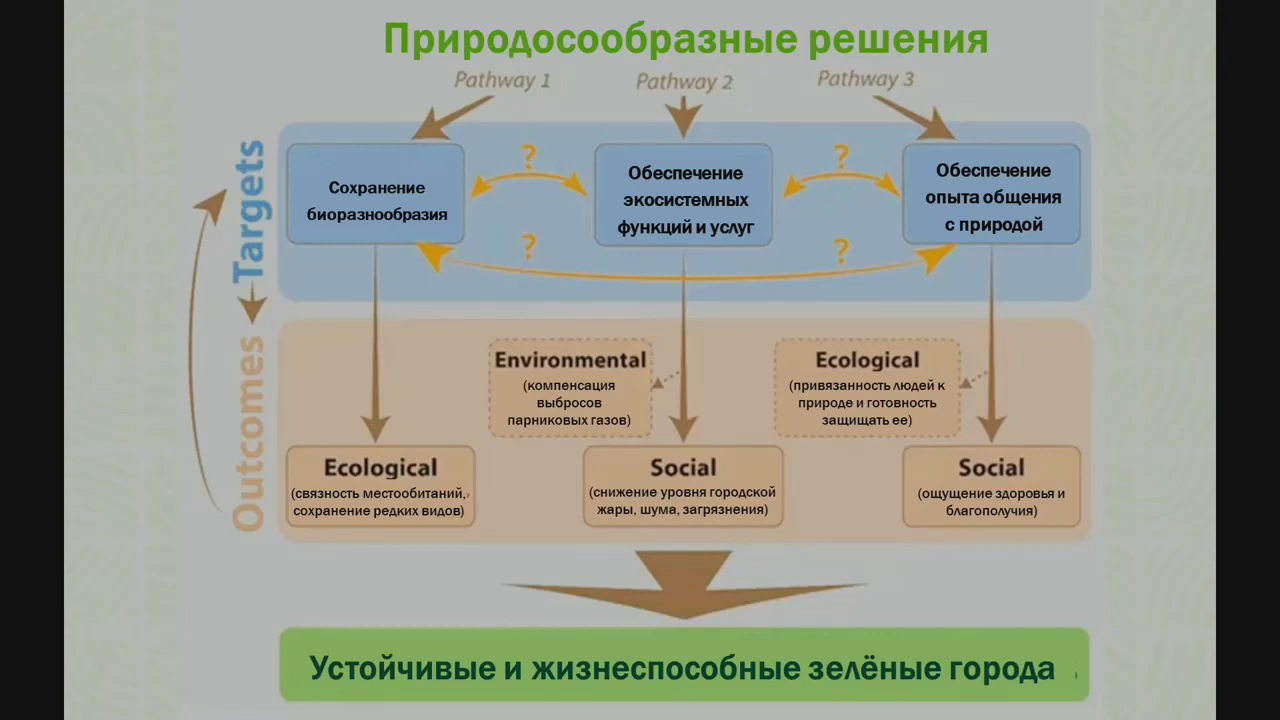 Природосообразные решения
Pathway 1
Pathway 2
Pathway 3
Targets
Сохранение
биоразнообразия
?
Обеспечение
экосистемных
функций и услуг
?
Обеспечение
опыта общения
с природой
?
?
Outcomes
Environmental
(компенсация
выбросов
парниковых газов)
Ecological
(привязанность людей к
природе и готовность
защищать ее)
Ecological
(связность местообитаний,
сохранение редких видов)
Social
(снижение уровня городской
жары, шума, загрязнения)
Social
(ощущение здоровья и
благополучия)
Устойчивые и жизнеспособные зелёные города